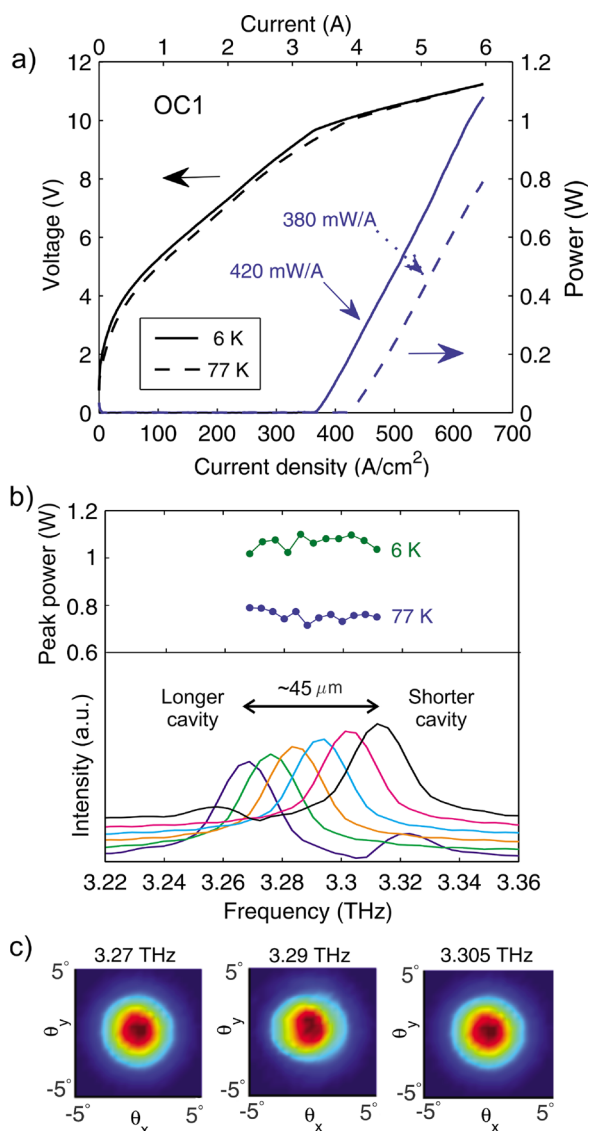 Current (A)
0 1 2 3 4 5 6
a)
12 1.2
OC1
10 1
8 0.8
380 mW/A
Voltage (V)
Power (W)
6 0.6
420 mW/A
4 0.4
6 K
2 0.2
77 K
0 0
0 100 200 300 400 500 600 700
Current density (A/cm²)
b)
1.2
Peak power (W)
6 K
1
0.8
77 K
0.6
~45 μm
Longer
cavity
Shorter
cavity
Intensity (a.u.)
3.22 3.24 3.26 3.28 3.3 3.32 3.34 3.36
Frequency (THz)
c)
3.27 THz 3.29 THz 3.305 THz
5° 5° 5°
θy θy θy
-5° -5° -5°
-5° 5° -5° 5° -5° 5°
θx θx θx